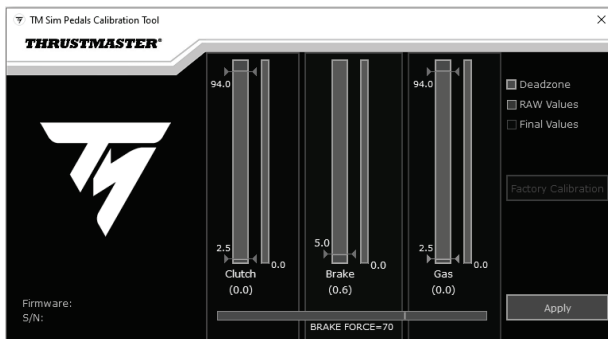 TM Sim Pedals Calibration Tool
THRUSTMASTER®
94.0
94.0
Deadzone
RAW Values
Final Values
Factory Calibration
2.5
5.0
2.5
0.0
0.0
0.0
Clutch
Brake
Gas
(0.0)
(0.6)
(0.0)
Firmware:
S/N:
Apply
BRAKE FORCE=70